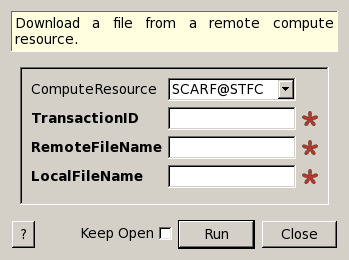 Download a file from a remote compute
resource.
ComputeResource SCARF@STFC
TransactionID
RemoteFileName
LocalFileName
? Keep Open Run Close